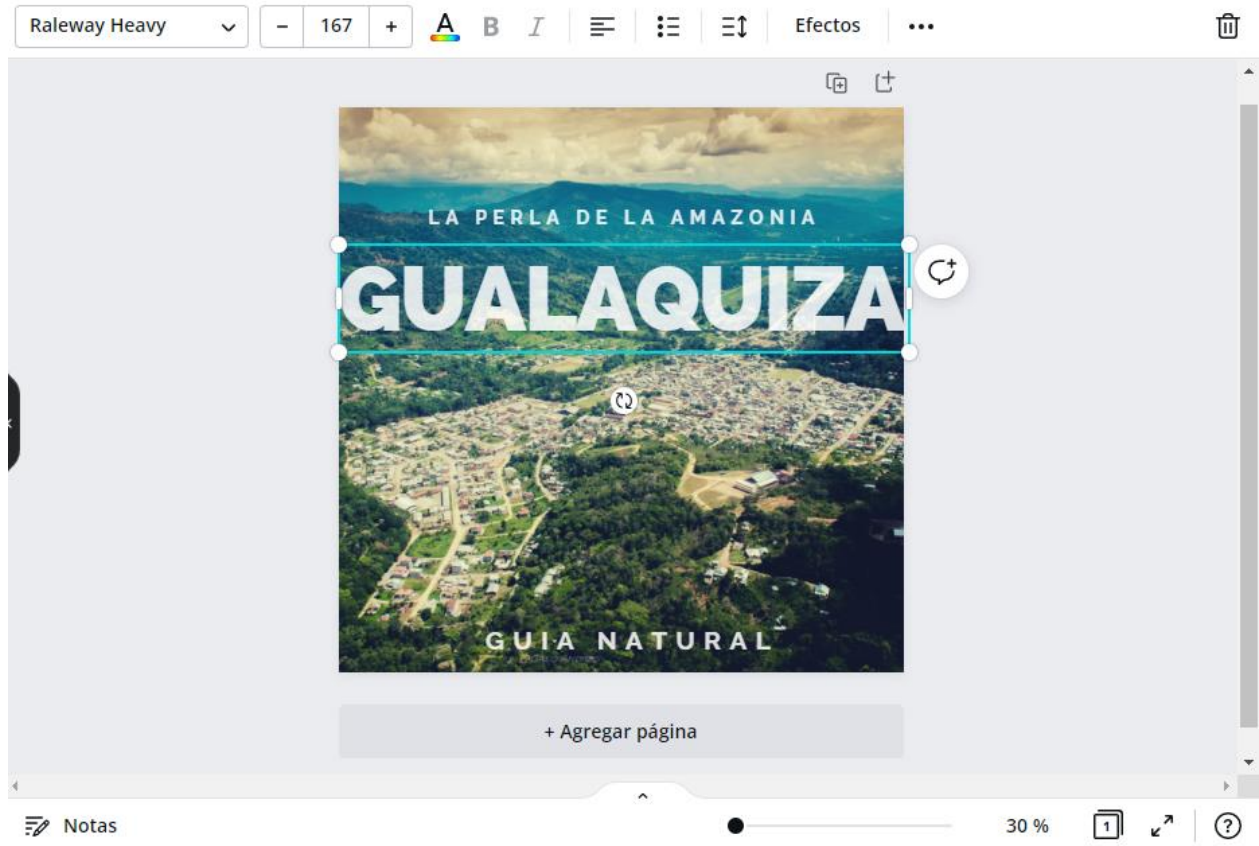 Raleway Heavy – 167 + A B I Efectos
LA PERLA DE LA AMAZONIA
GUALAQUIZA
GUIA NATURAL
+ Agregar página
Notas 30 % 1 ?